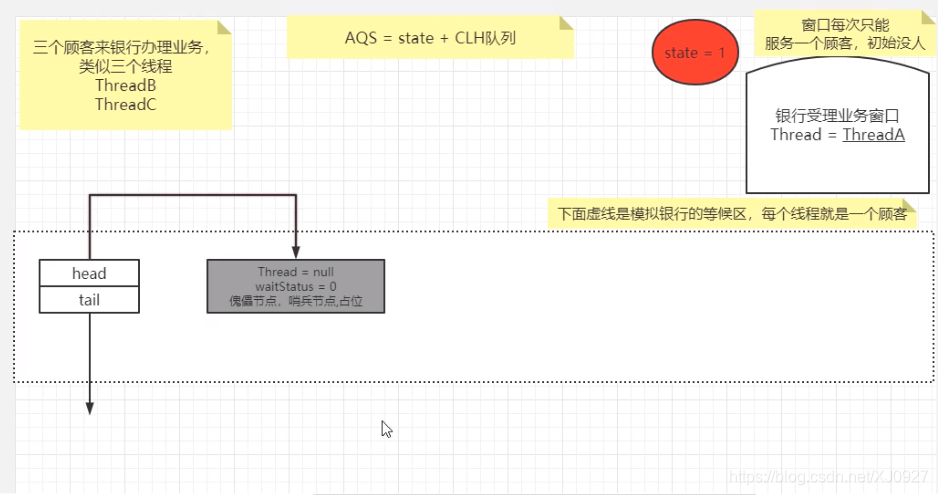 三个顾客来银行办理业务，
类似三个线程
ThreadB
ThreadC
AQS = state + CLH队列
state = 1
窗口每次只能
服务一个顾客，初始没人
银行受理业务窗口
Thread = ThreadA
下面虚线是模拟银行的等候区，每个线程就是一个顾客
head
tail
Thread = null
waitStatus = 0
傀儡节点，哨兵节点,占位
https://blog.csdn.net/XJ0927